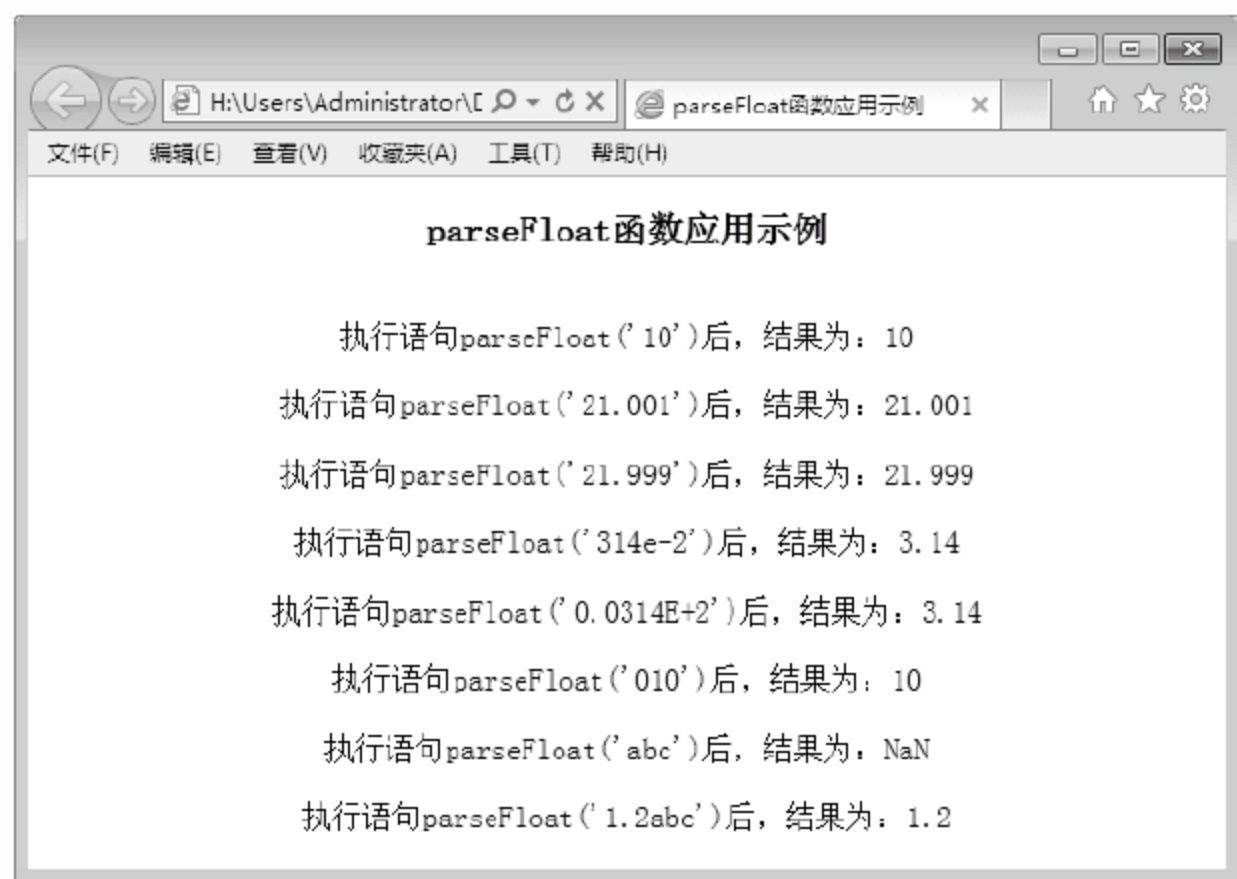 H:\Users\Administrator\D
parseFloat函数应用示例
文件(F) 编辑(E) 查看(V) 收藏夹(A) 工具(T) 帮助(H)
parseFloat函数应用示例
执行语句parseFloat('10')后，结果为：10
执行语句parseFloat('21.001')后，结果为：21.001
执行语句parseFloat('21.999')后，结果为：21.999
执行语句parseFloat('314e-2')后，结果为：3.14
执行语句parseFloat('0.0314E+2')后，结果为：3.14
执行语句parseFloat('010')后，结果为：10
执行语句parseFloat('abc')后，结果为：NaN
执行语句parseFloat('1.2abc')后，结果为：1.2